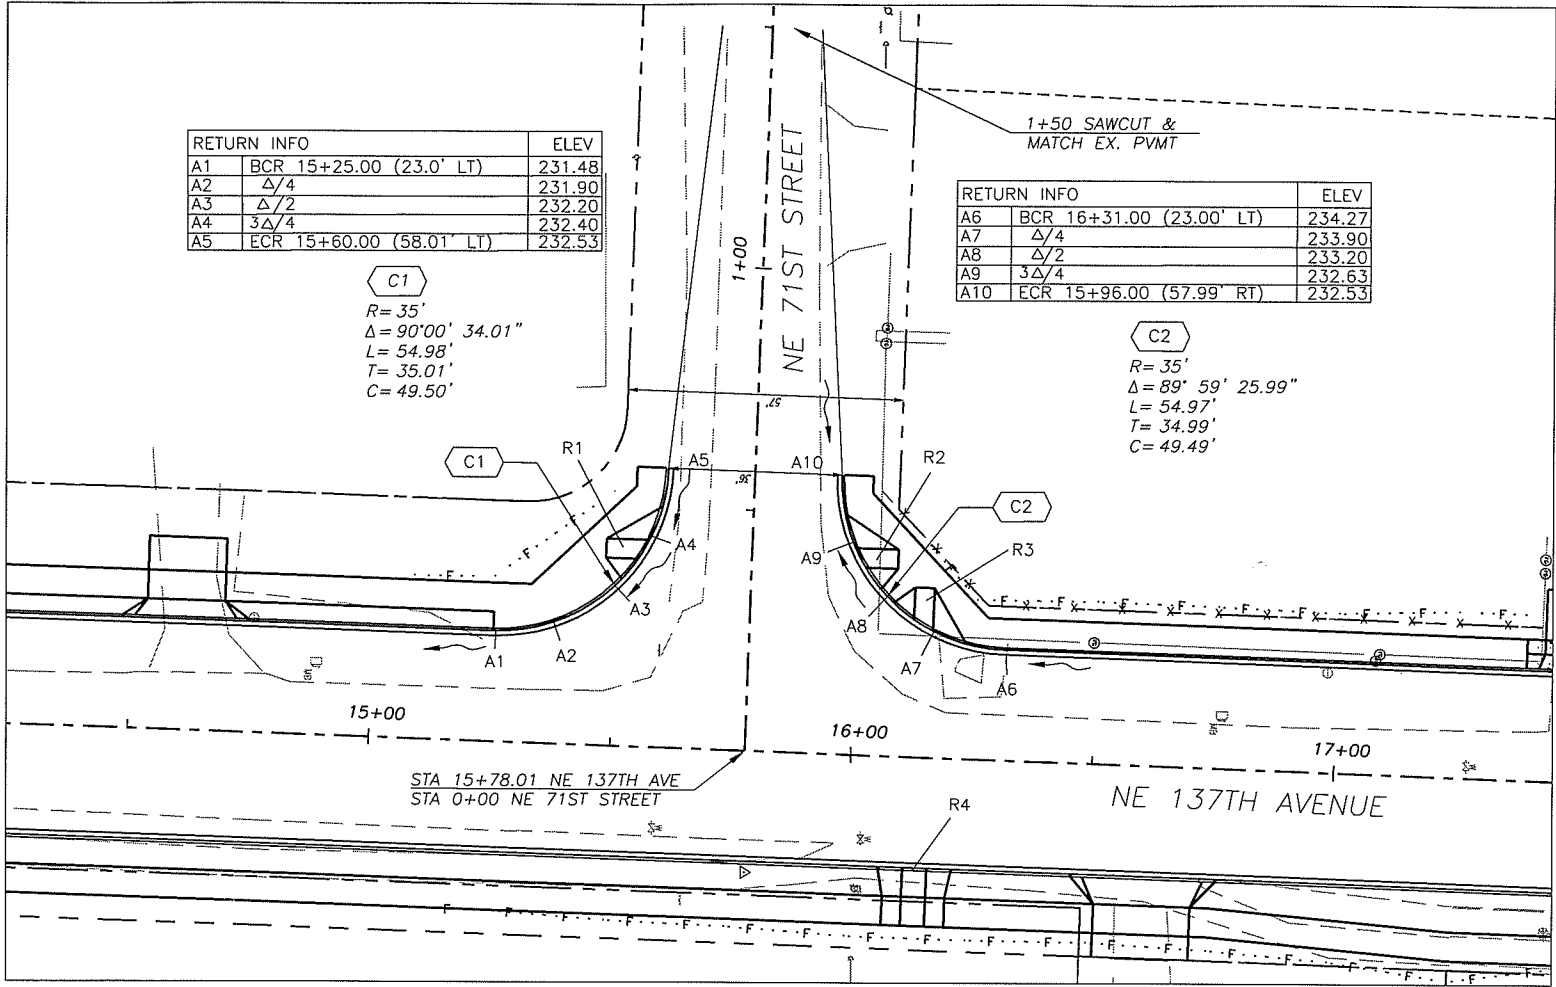 RETURN INFO ELEV
A1 BCR 15+25.00 (23.0' LT) 231.48
A2 Δ/4 231.90
A3 Δ/2 232.20
A4 3Δ/4 232.40
A5 ECR 15+60.00 (58.01' LT) 232.53
C1
R= 35'
Δ= 90°00' 34.01"
L= 54.98'
T= 35.01'
C= 49.50'
1+50 SAWCUT &
MATCH EX. PVMT
RETURN INFO ELEV
A6 BCR 16+31.00 (23.00' LT) 234.27
A7 Δ/4 233.90
A8 Δ/2 233.20
A9 3Δ/4 232.63
A10 ECR 15+96.00 (57.99' RT) 232.53
C2
R= 35'
Δ= 89° 59' 25.99"
L= 54.97'
T= 34.99'
C= 49.49'
1+00
NE 71ST STREET
57'
C1
R1
A5
36'
A10
R2
C2
R3
A4
A9
A3
A8
A1
A2
A7
A6
F F F
F F F F F F
X X X X X X
15+00
16+00
17+00
STA 15+78.01 NE 137TH AVE
STA 0+00 NE 71ST STREET
NE 137TH AVENUE
R4
F F F F F F F F F F F F F F F F F F